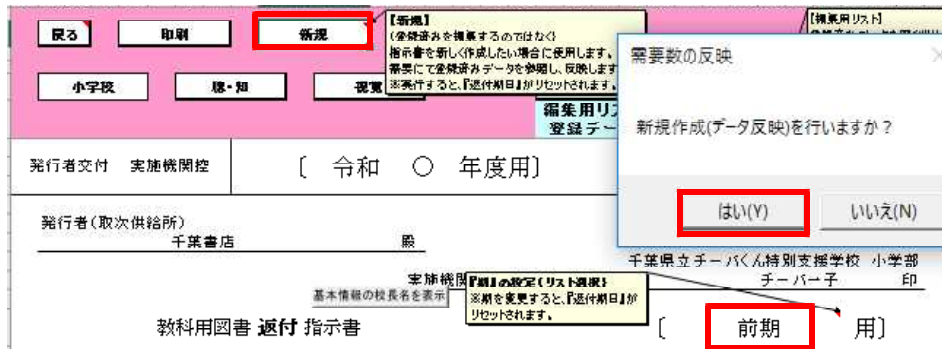 戻る
印刷
新規
【新規】
(登録済みを編集するのではなく)
指示書を新しく作成したい場合に使用します。
需要にて登録済みデータを参照し、反映します
※実行すると、『返付期日』がリセットされます。
【編集用リスト】
小学校
聴・知
視覚
編集用リ
登録デー
需要数の反映
新規作成(データ反映)を行いますか？
はい(Y)
いいえ(N)
発行者交付 実施機関控
〔 令和 〇 年度用〕
発行者(取次供給所)
千葉書店 殿
千葉県立チーバくん特別支援学校 小学部
実施機関
チーバー子 印
基本情報の校長名を表示
『期』の設定(リスト選択)
※期を変更すると、『返付期日』が
リセットされます。
教科用図書 返付 指示書
〔 前期 用〕